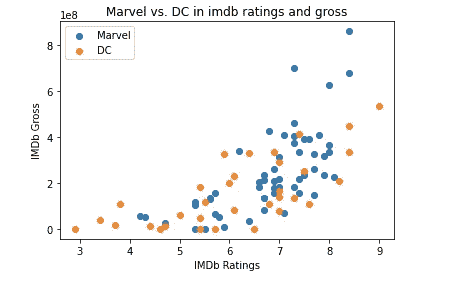 Marvel vs. DC in imdb ratings and gross
1e8
Marvel
DC
8
6
4
2
0
IMDb Gross
3 4 5 6 7 8 9
IMDb Ratings